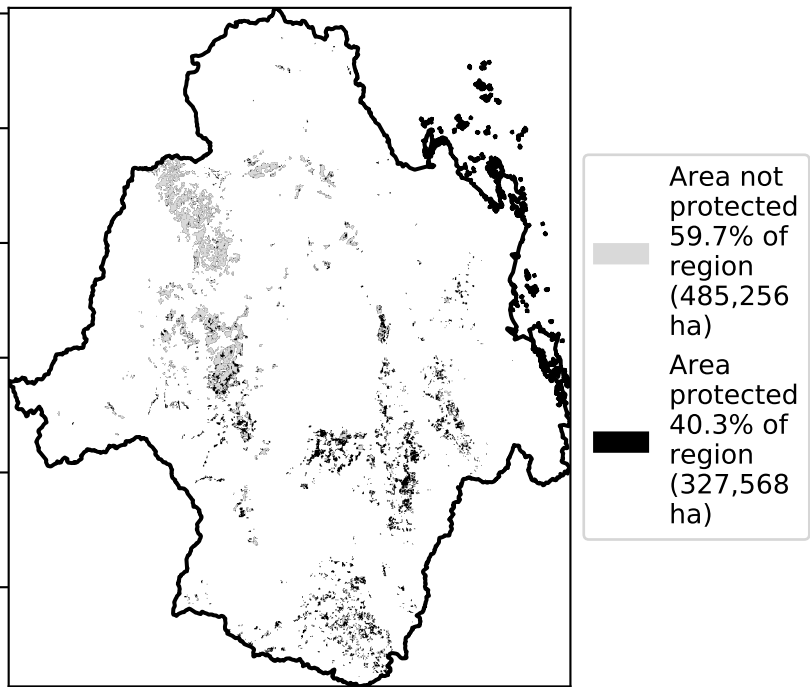 Area not
protected
59.7% of
region
(485,256
ha)
Area
protected
40.3% of
region
(327,568
ha)